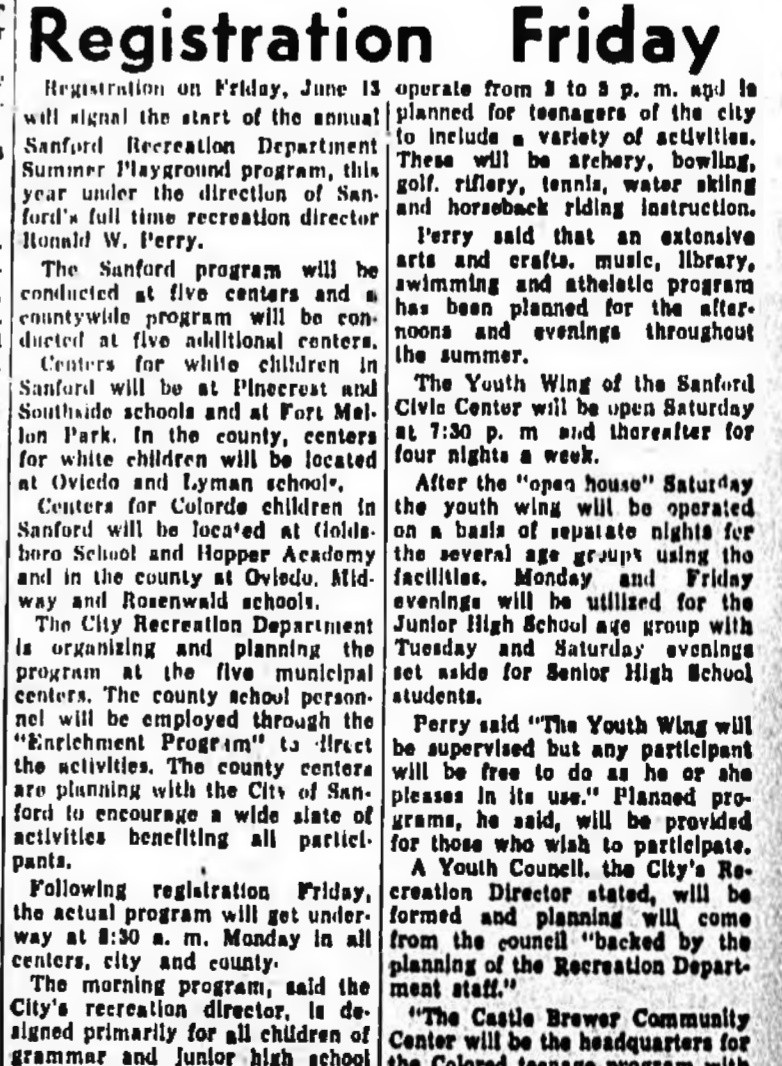 Registration Friday
Registration on Friday, June 13
will signal the start of the annual
Sanford Recreation Department
Summer Playground program, this
year under the direction of San-
ford's full time recreation director
Ronald W. Perry.
The Sanford program will be
conducted at five centers and a
countywide program will be con-
ducted at five additional centers.
Centers for white children in
Sanford will be at Pinecrest and
Southside schools and at Fort Mel-
lon Park. In the county, centers
for white children will be located
at Oviedo and Lyman schools.
Centers for Colorde children in
Sanford will be located at Golds-
boro School and Hopper Academy
and in the county at Oviedo, Mid-
way and Rosenwald schools.
The City Recreation Department
is organizing and planning the
program at the five municipal
centers. The county school person-
nel will be employed through the
"Enrichment Program" to direct
the activities. The county centers
are planning with the City of San-
ford to encourage a wide slate of
activities benefiting all partici-
pants.
Following registration Friday,
the actual program will get under-
way at 8:30 a. m. Monday in all
centers, city and county.
The morning program, said the
City's recreation director, is de-
signed primarily for all children of
grammar and Junior high school
operate from to p. m. and is
planned for teenagers of the city
to include a variety of activities.
These will be archery, bowling,
golf, riflery, tennis, water skiing
and horseback riding instruction.
Perry said that an extensive
arts and crafts, music, library,
swimming and atheletic program
has been planned for the after-
noons and evenings throughout
the summer.
The Youth Wing of the Sanford
Civic Center will be open Saturday
at 7:30 p. m and thereafter for
four nights a week.
After the "open house" Saturday
the youth wing will be operated
on a basis of separate nights for
the several age groups using the
facilities. Monday and Friday
evenings will be utilized for the
Junior High School age group with
Tuesday and Saturday evenings
set aside for Senior High School
students.
Perry said "The Youth Wing will
be supervised but any participant
will be free to do as he or she
pleases in its use." Planned pro-
grams, he said, will be provided
for those who wish to participate.
A Youth Council, the City's Re-
creation Director stated, will be
formed and planning will come
from the council "backed by the
planning of the Recreation Depart-
ment staff."
"The Castle Brewer Community
Center will be the headquarters for
the Colored teenage program with